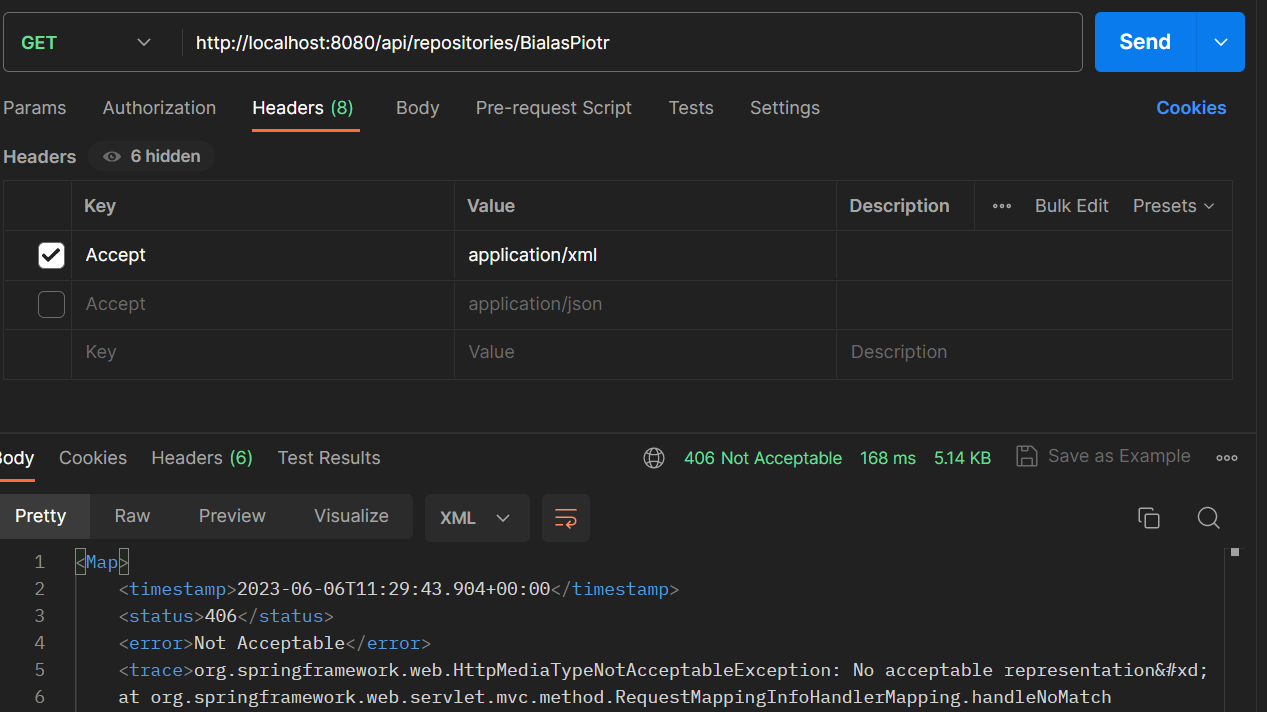 GET http://localhost:8080/api/repositories/BialasPiotr Send
Params Authorization Headers (8) Body Pre-request Script Tests Settings Cookies
Headers 6 hidden
Key Value Description Bulk Edit Presets
Accept application/xml
Accept application/json
Key Value Description
Body Cookies Headers (6) Test Results 406 Not Acceptable 168 ms 5.14 KB Save as Example
Pretty Raw Preview Visualize XML
1 <Map>
2 <timestamp>2023-06-06T11:29:43.904+00:00</timestamp>
3 <status>406</status>
4 <error>Not Acceptable</error>
5 <trace>org.springframework.web.HttpMediaTypeNotAcceptableException: No acceptable representation&#xd;
6 at org.springframework.web.servlet.mvc.method.RequestMappingInfoHandlerMapping.handleNoMatch